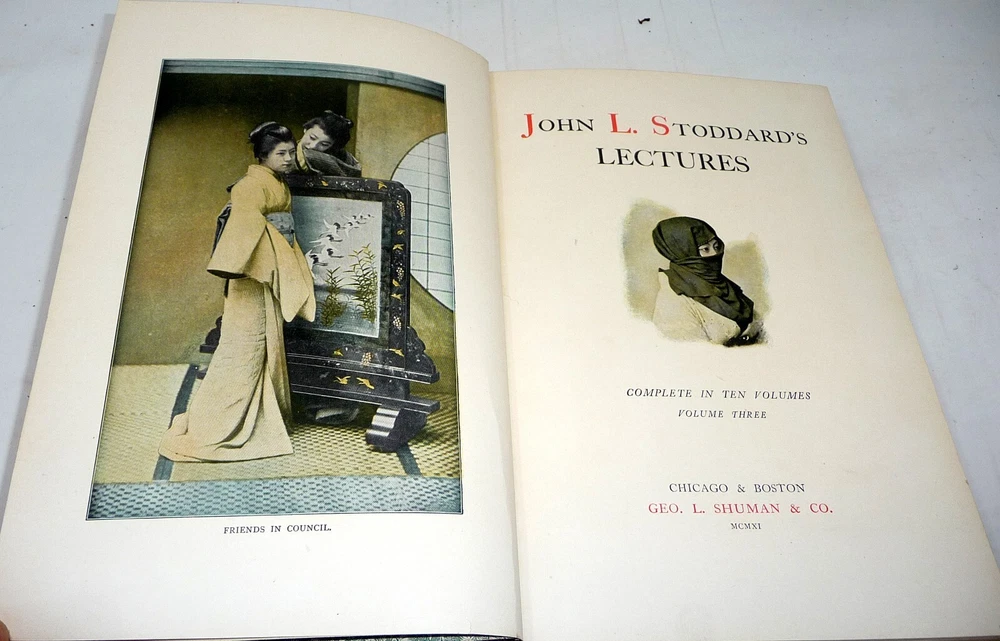 FRIENDS IN COUNCIL.
JOHN L. STODDARD'S
LECTURES
COMPLETE IN TEN VOLUMES
VOLUME THREE
CHICAGO & BOSTON
GEO. L. SHUMAN & CO.
MCMXI